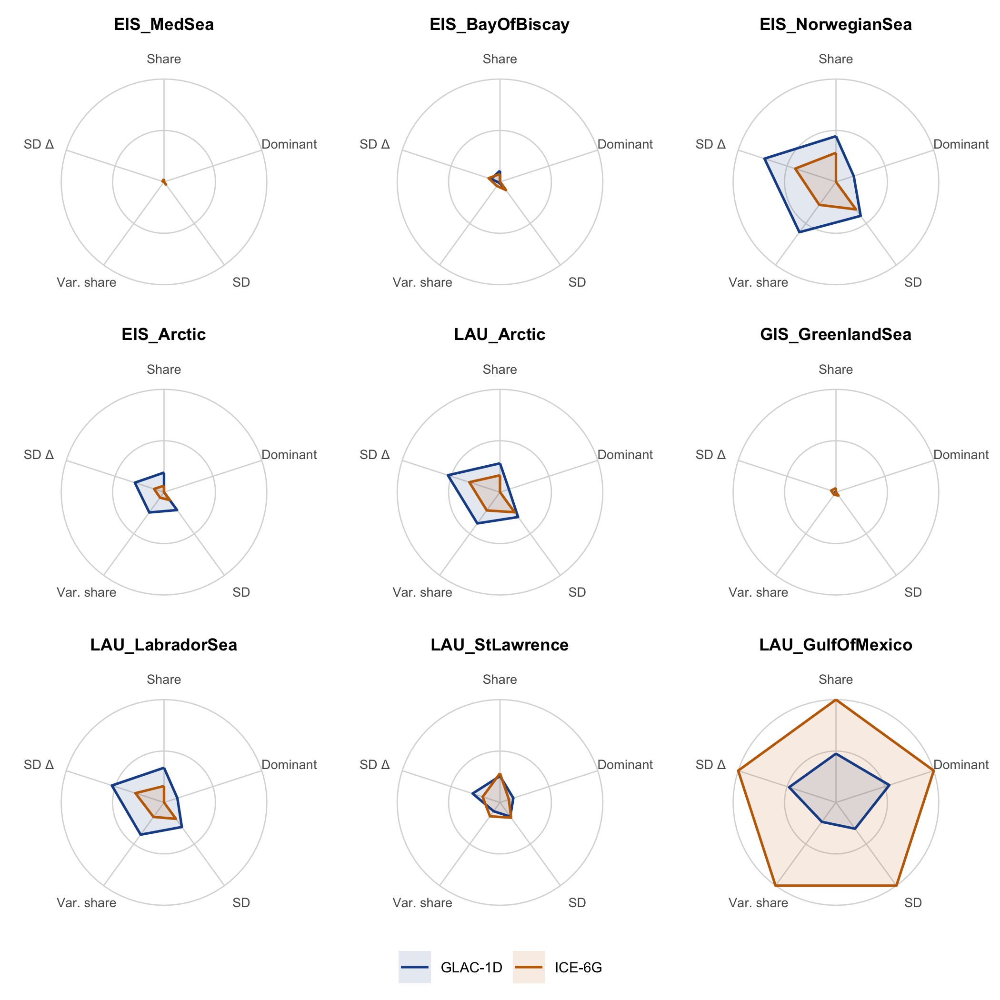 EIS_MedSea
EIS_BayOfBiscay
EIS_NorwegianSea
Share
Share
Share
SD Δ
Dominant
SD Δ
Dominant
SD Δ
Dominant
Var. share
SD
Var. share
SD
Var. share
SD
EIS_Arctic
LAU_Arctic
GIS_GreenlandSea
Share
Share
Share
SD Δ
Dominant
SD Δ
Dominant
SD Δ
Dominant
Var. share
SD
Var. share
SD
Var. share
SD
LAU_LabradorSea
LAU_StLawrence
LAU_GulfOfMexico
Share
Share
Share
SD Δ
Dominant
SD Δ
Dominant
SD Δ
Dominant
Var. share
SD
Var. share
SD
Var. share
SD
GLAC-1D
ICE-6G